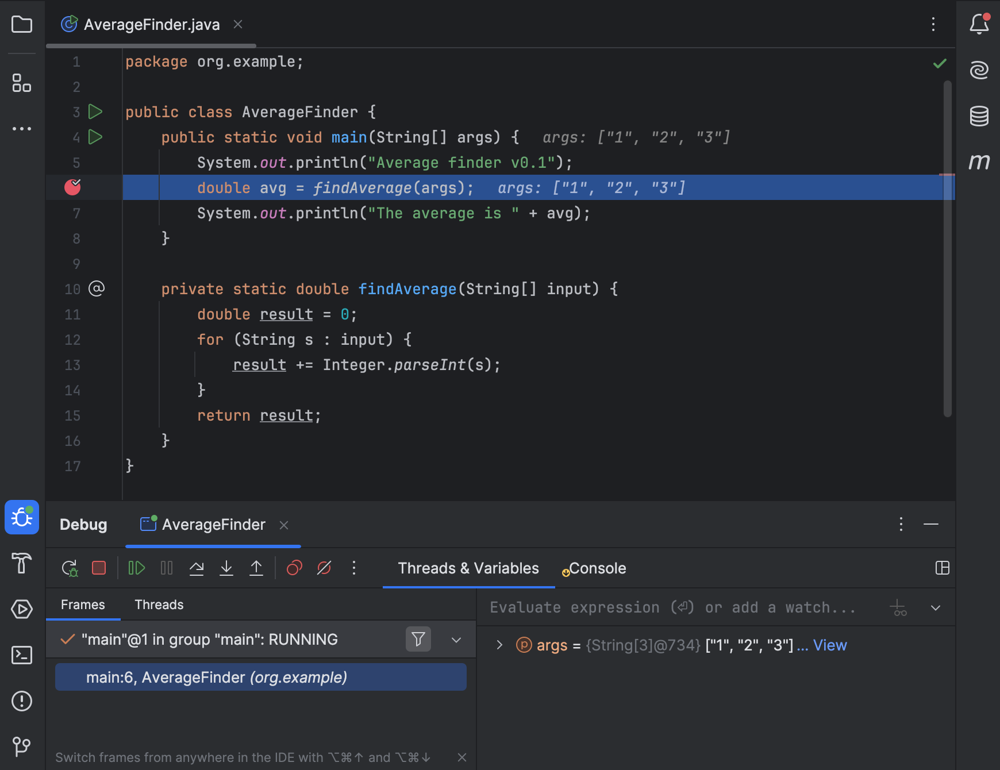 AverageFinder.java
1 package org.example;
2
3 public class AverageFinder {
4 public static void main(String[] args) { args: ["1", "2", "3"]
5 System.out.println("Average finder v0.1");
double avg = findAverage(args); args: ["1", "2", "3"]
7 System.out.println("The average is " + avg);
8 }
9
10 @ private static double findAverage(String[] input) {
11 double result = 0;
12 for (String s : input) {
13 result += Integer.parseInt(s);
14 }
15 return result;
16 }
17 }
m
Debug AverageFinder
Threads & Variables Console
Frames Threads
"main"@1 in group "main": RUNNING
main:6, AverageFinder (org.example)
Switch frames from anywhere in the IDE with ⌥⌘↑ and ⌥⌘↓
Evaluate expression (⏎) or add a watch...
args = {String[3]@734} ["1", "2", "3"] ... View